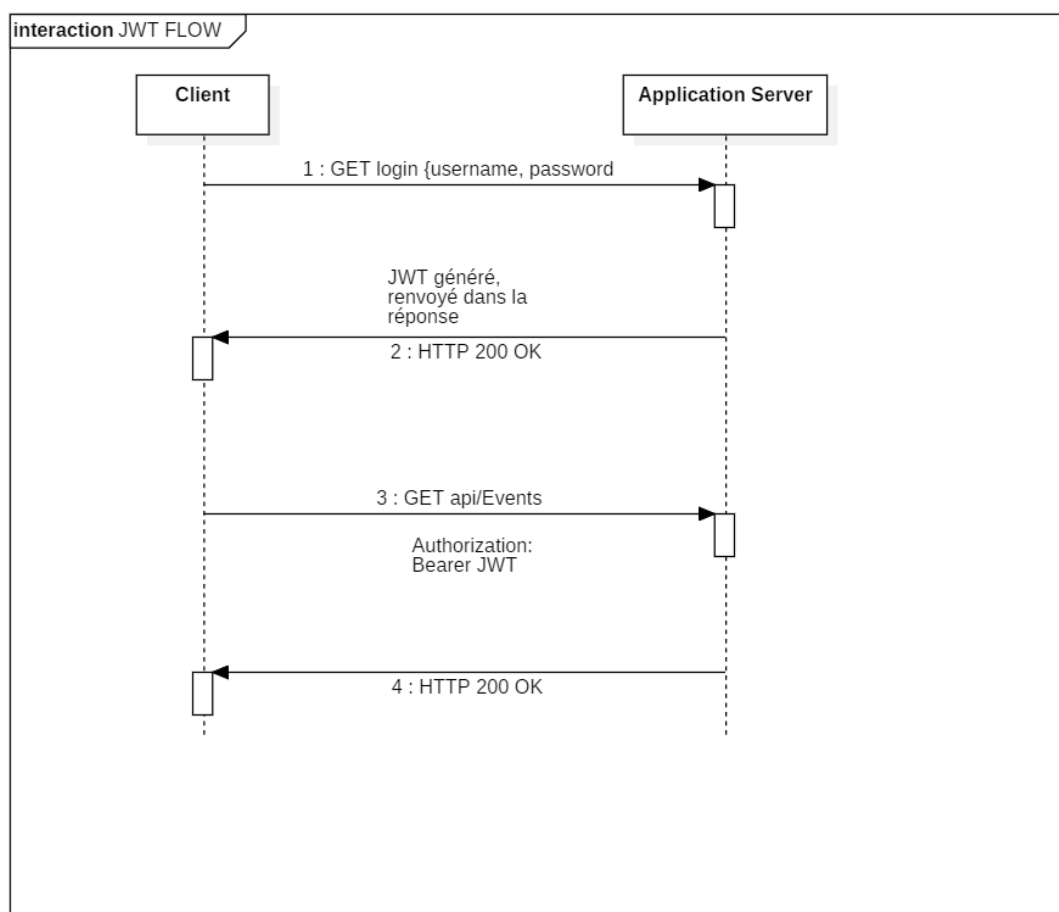 interaction JWT FLOW
Client
Application Server
1 : GET login {username, password
JWT généré,
renvoyé dans la
réponse
2 : HTTP 200 OK
3 : GET api/Events
Authorization:
Bearer JWT
4 : HTTP 200 OK